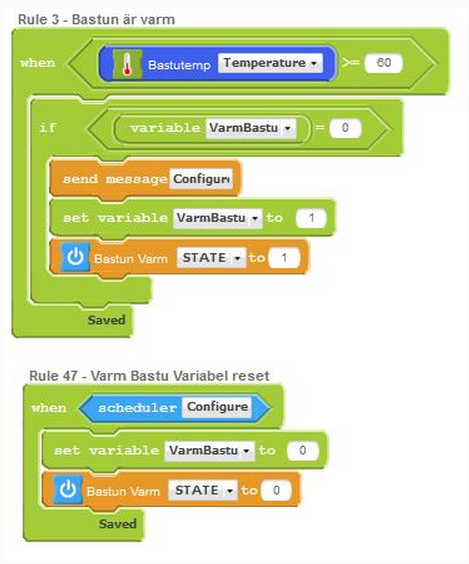 Rule 3 - Bastun är varm
when Bastutemp Temperature >= 60
if variable VarmBastu = 0
send message Configur
set variable VarmBastu to 1
Bastun Varm STATE to 1
Saved
Rule 47 - Varm Bastu Variabel reset
when scheduler Configure
set variable VarmBastu to 0
Bastun Varm STATE to 0
Saved